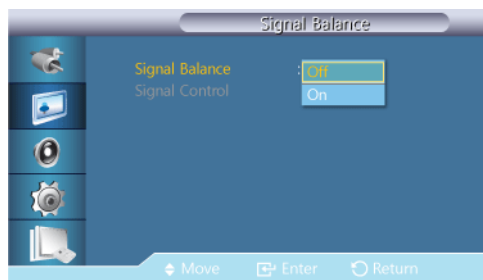 Signal Balance
Signal Balance : Off
Signal Control On
Move Enter Return